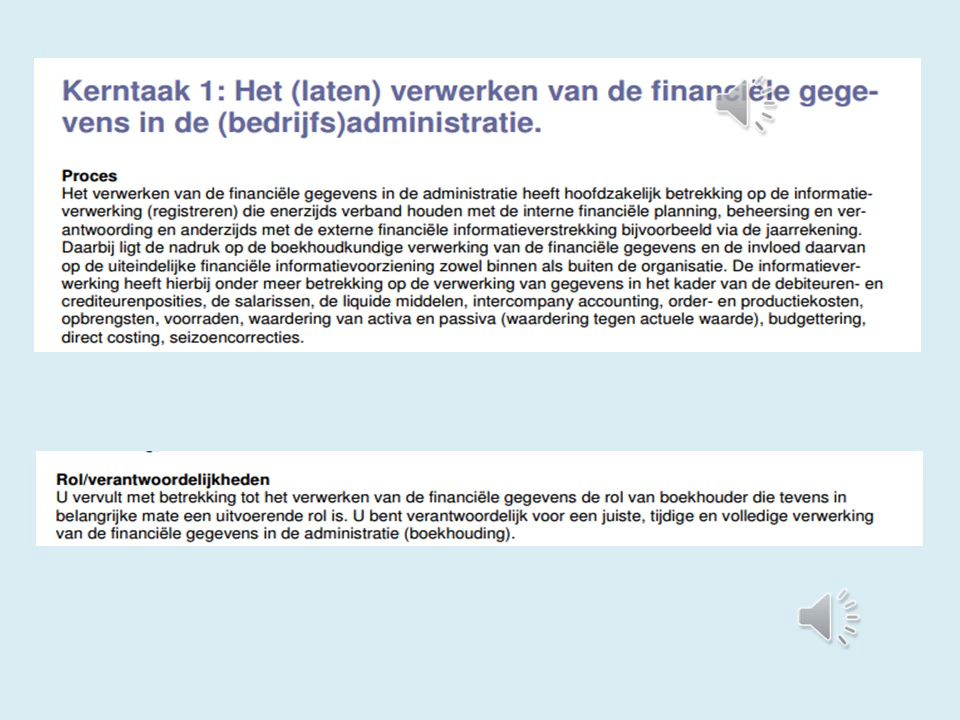 Kerntaak 1: Het (laten) verwerken van de financiële gege-
vens in de (bedrijfs)administratie.
Proces
Het verwerken van de financiële gegevens in de administratie heeft hoofdzakelijk betrekking op de informatie-
verwerking (registreren) die enerzijds verband houden met de interne financiële planning, beheersing en ver-
antwoording en anderzijds met de externe financiële informatieverstrekking bijvoorbeeld via de jaarrekening.
Daarbij ligt de nadruk op de boekhoudkundige verwerking van de financiële gegevens en de invloed daarvan
op de uiteindelijke financiële informatievoorziening zowel binnen als buiten de organisatie. De informatiever-
werking heeft hierbij onder meer betrekking op de verwerking van gegevens in het kader van de debiteuren- en
crediteurenposities, de salarissen, de liquide middelen, intercompany accounting, order- en productiekosten,
opbrengsten, voorraden, waardering van activa en passiva (waardering tegen actuele waarde), budgettering,
direct costing, seizoencorrecties.
Rol/verantwoordelijkheden
U vervult met betrekking tot het verwerken van de financiële gegevens de rol van boekhouder die tevens in
belangrijke mate een uitvoerende rol is. U bent verantwoordelijk voor een juiste, tijdige en volledige verwerking
van de financiële gegevens in de administratie (boekhouding).